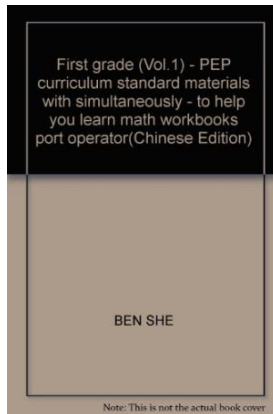 First grade (Vol.1) - PEP
curriculum standard materials
with simultaneously - to help
you learn math workbooks
port operator(Chinese Edition)
BEN SHE
Note: This is not the actual book cover